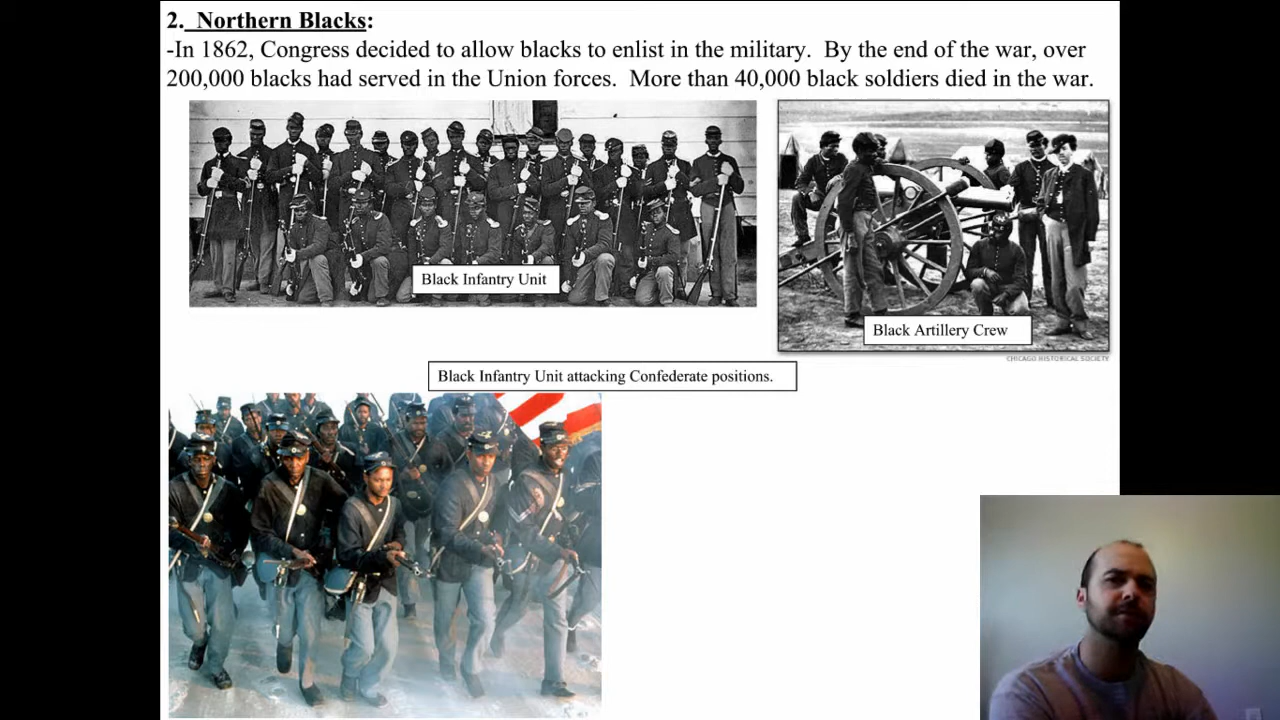 2. Northern Blacks:
-In 1862, Congress decided to allow blacks to enlist in the military.  By the end of the war, over
200,000 blacks had served in the Union forces.  More than 40,000 black soldiers died in the war.
Black Infantry Unit
Black Artillery Crew
CHICAGO HISTORICAL SOCIETY
Black Infantry Unit attacking Confederate positions.